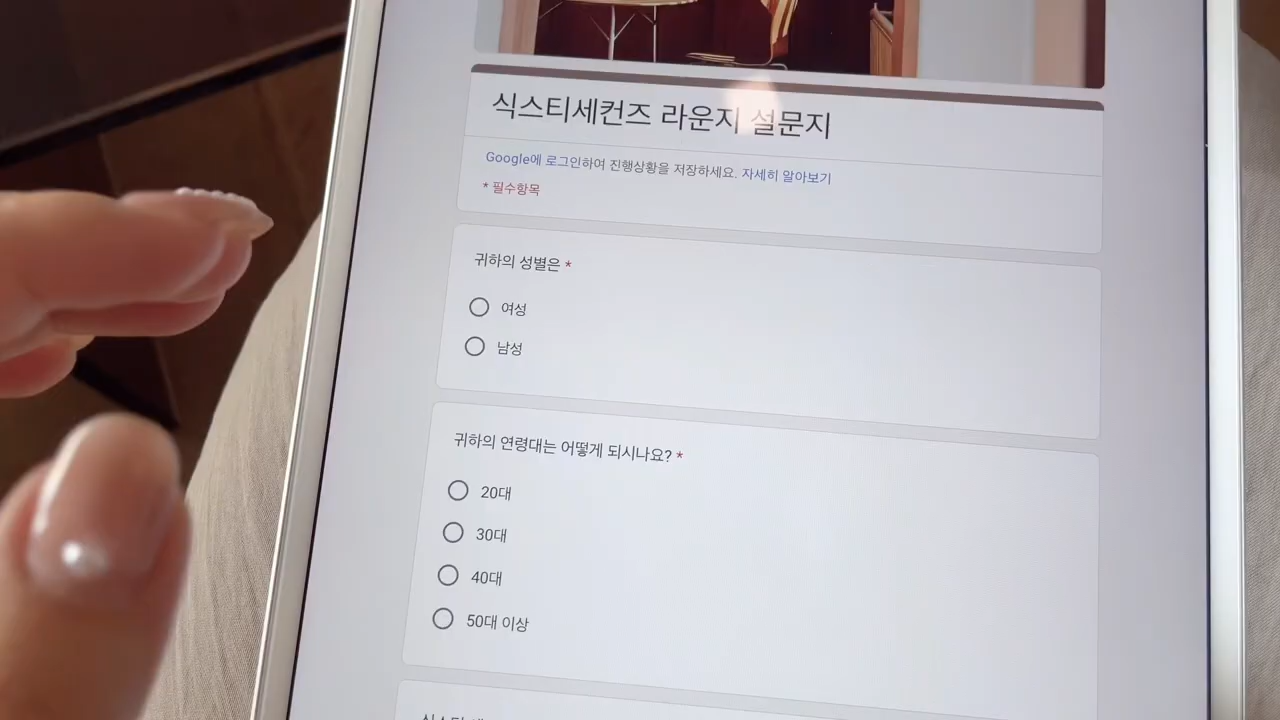 식스티세컨즈 라운지 설문지
Google에 로그인하여 진행상황을 저장하세요. 자세히 알아보기
* 필수항목
귀하의 성별은 *
여성
남성
귀하의 연령대는 어떻게 되시나요? *
20대
30대
40대
50대 이상